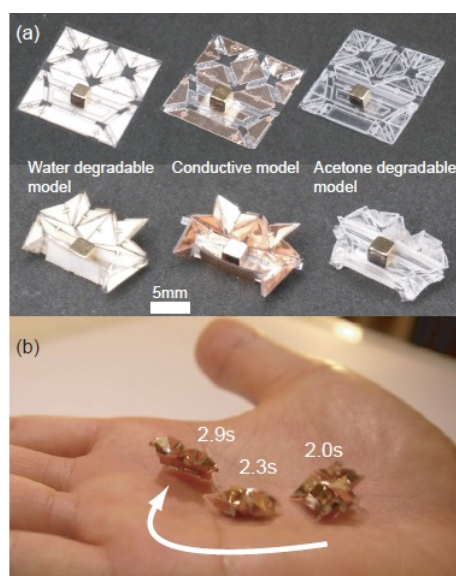 (a)
Water degradable
model
Conductive model
Acetone degradable
model
5mm
(b)
2.9s
2.3s
2.0s